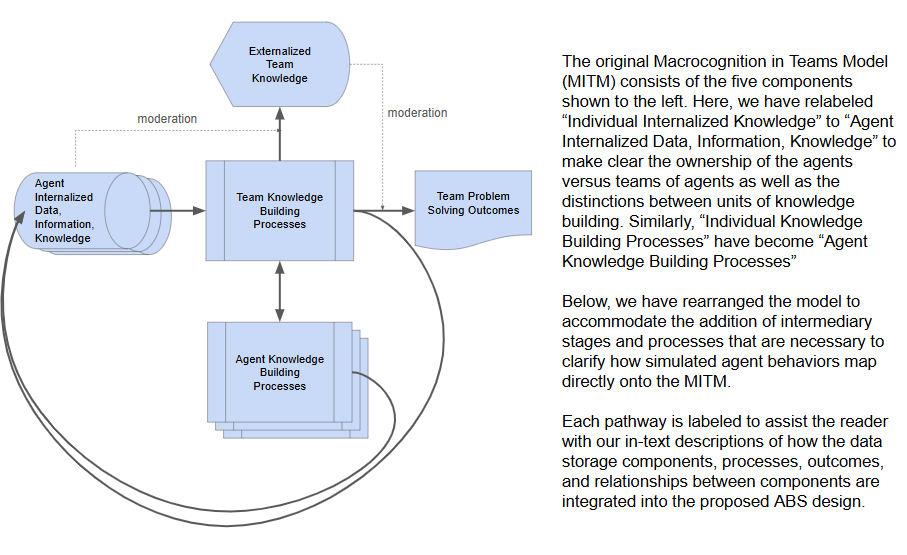 Externalized
Team
Knowledge
moderation
moderation
Agent
Internalized
Data,
Information,
Knowledge
Team Knowledge
Building
Processes
Team Problem
Solving Outcomes
Agent Knowledge
Building
Processes
The original Macrocognition in Teams Model
(MITM) consists of the five components
shown to the left. Here, we have relabeled
“Individual Internalized Knowledge” to “Agent
Internalized Data, Information, Knowledge” to
make clear the ownership of the agents
versus teams of agents as well as the
distinctions between units of knowledge
building. Similarly, “Individual Knowledge
Building Processes” have become “Agent
Knowledge Building Processes”
Below, we have rearranged the model to
accommodate the addition of intermediary
stages and processes that are necessary to
clarify how simulated agent behaviors map
directly onto the MITM.
Each pathway is labeled to assist the reader
with our in-text descriptions of how the data
storage components, processes, outcomes,
and relationships between components are
integrated into the proposed ABS design.